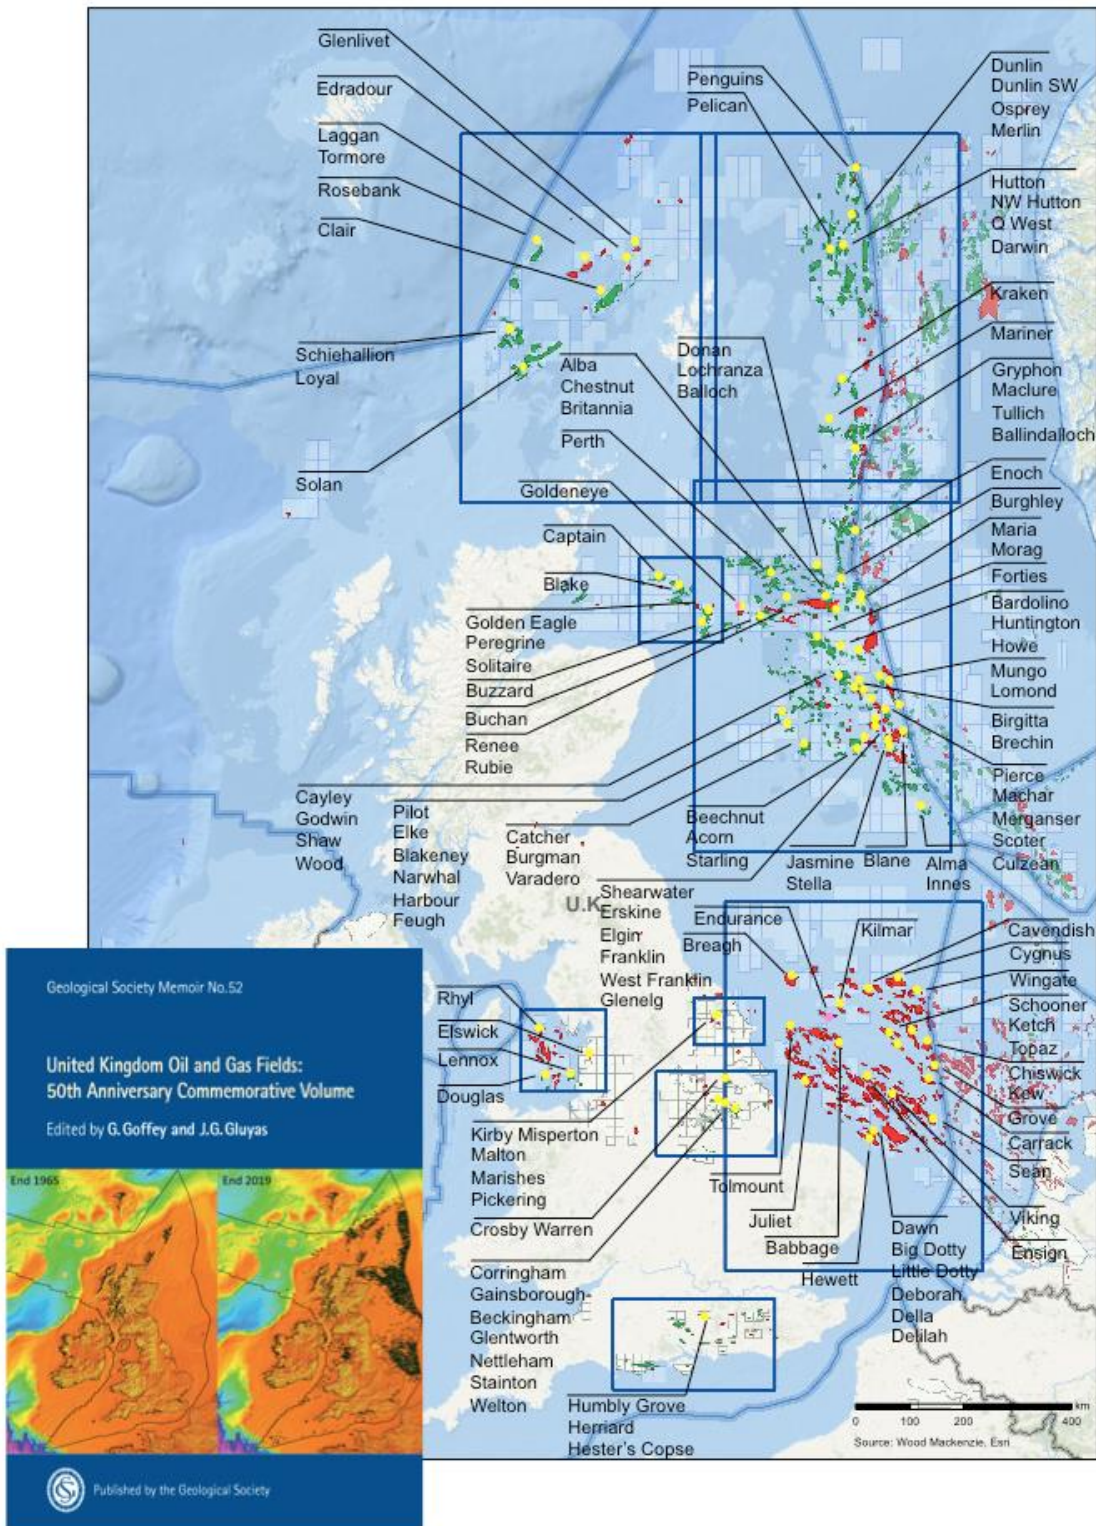 Glenlivet
Edradour
Laggan
Tormore
Rosebank
Clair
Schiehallion
Loyal
Solan
Penguins
Pelican
Dunlin
Dunlin SW
Osprey
Merlin
Hutton
NW Hutton
Q West
Darwin
Kraken
Mariner
Gryphon
Maclure
Tullich
Ballindalloch
Donan
Lochranza
Balloch
Alba
Chestnut
Britannia
Perth
Goldeneye
Captain
Blake
Golden Eagle
Peregrine
Solitaire
Buzzard
Buchan
Renee
Rubie
Enoch
Burghley
Maria
Morag
Forties
Bardolino
Huntington
Howe
Mungo
Lomond
Birgitta
Brechin
Pierce
Machar
Merganser
Scoter
Culzean
Cayley
Godwin
Shaw
Wood
Pilot
Elke
Blakeney
Narwhal
Harbour
Feugh
Catcher
Burgman
Varadero
Beechnut
Acorn
Starling
Jasmine
Stella
Blane
Alma
Innes
U.K
Shearwater
Erskine
Elgin
Franklin
West Franklin
Glenelg
Endurance
Breagh
Kilmar
Cavendish
Cygnus
Wingate
Schooner
Ketch
Topaz
Chiswick
Kew
Grove
Carrack
Sean
Viking
Ensign
Rhyl
Elswick
Lennox
Douglas
Kirby Misperton
Malton
Marishes
Pickering
Crosby Warren
Corringham
Gainsborough-
Beckingham
Glentworth
Nettleham
Stainton
Welton
Tolmount
Juliet
Babbage
Hewett
Dawn
Big Dotty
Little Dotty
Deborah
Della
Delilah
Humbly Grove
Herriard
Hester's Copse
km
0 100 200 400
Source: Wood Mackenzie, Esri
Geological Society Memoir No.52
United Kingdom Oil and Gas Fields:
50th Anniversary Commemorative Volume
Edited by G. Goffey and J.G. Gluyas
End 1965
End 2019
Published by the Geological Society